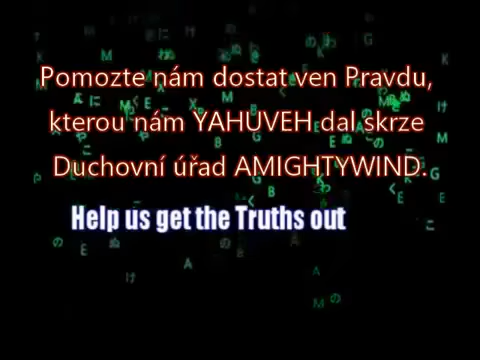 Pomozte nám dostat ven Pravdu,
kterou nám YAHUVEH dal skrze
Duchovní úřad AMIGHTYWIND.
Help us get the Truths out